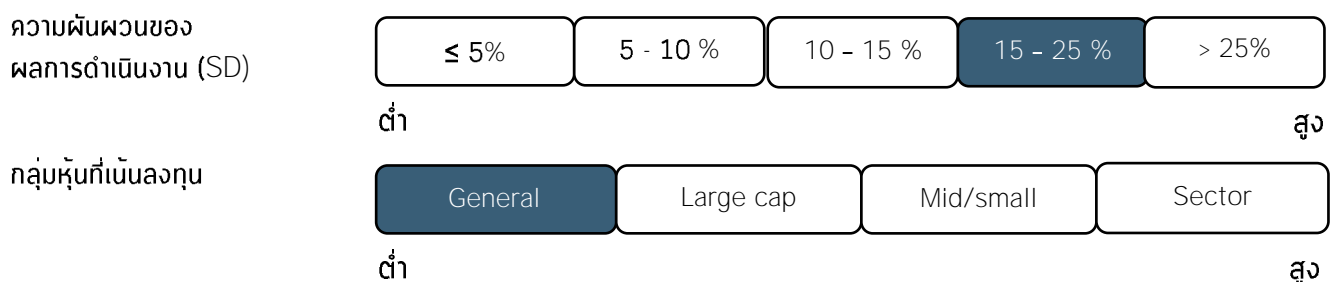 ความผันผวนของ
ผลการดำเนินงาน (SD)
≤ 5% 5 - 10 % 10 – 15 % 15 – 25 % > 25%
ต่ำ สูง
กลุ่มหุ้นที่เน้นลงทุน
General Large cap Mid/small Sector
ต่ำ สูง